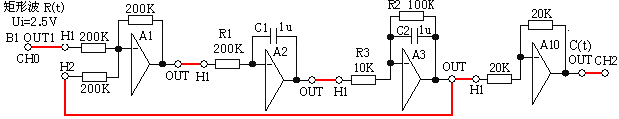 矩形波 R(t)
Ui=2.5V
B1 OUT1 H1
CH0
200K
200K
A1
H2
200K
OUT H1
R1
200K
C1 1u
A2
OUT H1
R3
10K
R2 100K
C2 1u
A3
OUT
H1
20K
20K
A10
C(t)
OUT CH2